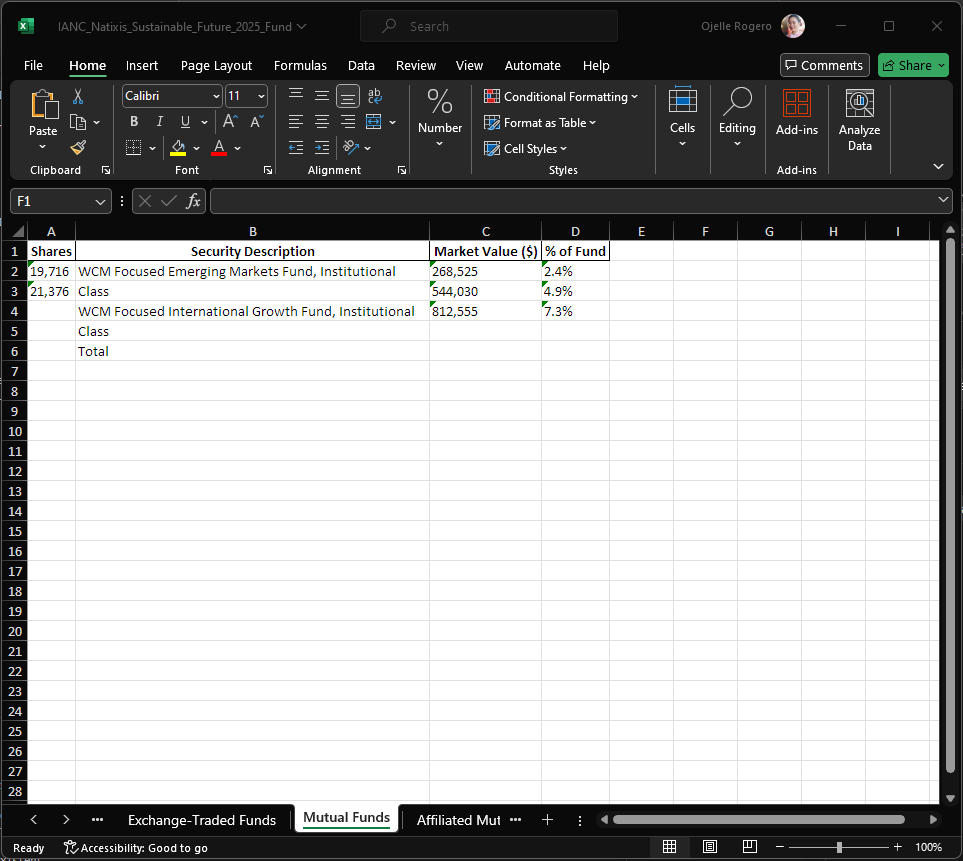 IANC_Natixis_Sustainable_Future_2025_Fund
Search
Ojelle Rogero
File Home Insert Page Layout Formulas Data Review View Automate Help
Comments
Share
Paste
Clipboard
Calibri 11
B I U A A
A
Font
ab
Alignment
%
Number
Conditional Formatting
Format as Table
Cell Styles
Styles
Cells
Editing
Add-ins
Add-ins
Analyze
Data
F1
fx
A B C D E F G H I
1 Shares Security Description Market Value ($) % of Fund
2 19,716 WCM Focused Emerging Markets Fund, Institutional 268,525 2.4%
3 21,376 Class 544,030 4.9%
4 WCM Focused International Growth Fund, Institutional 812,555 7.3%
5 Class
6 Total
7
8
9
10
11
12
13
14
15
16
17
18
19
20
21
22
23
24
25
26
27
28
Exchange-Traded Funds Mutual Funds Affiliated Mut
Ready Accessibility: Good to go 100%